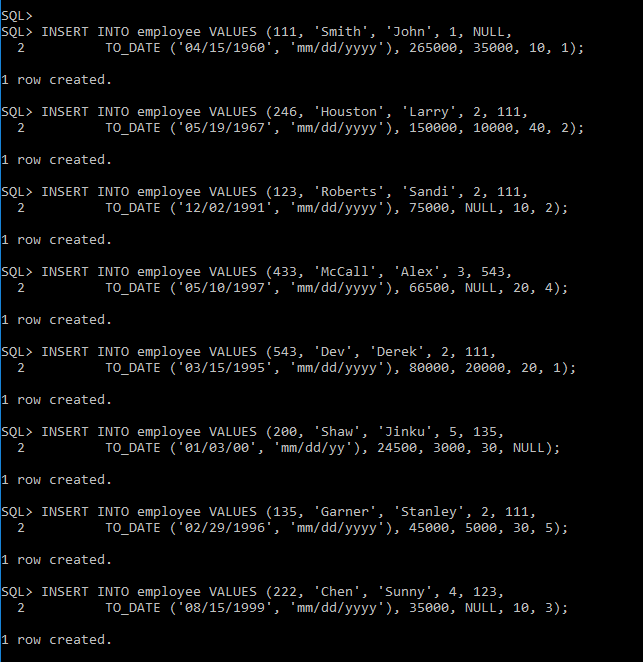 SQL>
SQL> INSERT INTO employee VALUES (111, 'Smith', 'John', 1, NULL,
  2          TO_DATE ('04/15/1960', 'mm/dd/yyyy'), 265000, 35000, 10, 1);
1 row created.
SQL> INSERT INTO employee VALUES (246, 'Houston', 'Larry', 2, 111,
  2          TO_DATE ('05/19/1967', 'mm/dd/yyyy'), 150000, 10000, 40, 2);
1 row created.
SQL> INSERT INTO employee VALUES (123, 'Roberts', 'Sandi', 2, 111,
  2          TO_DATE ('12/02/1991', 'mm/dd/yyyy'), 75000, NULL, 10, 2);
1 row created.
SQL> INSERT INTO employee VALUES (433, 'McCall', 'Alex', 3, 543,
  2          TO_DATE ('05/10/1997', 'mm/dd/yyyy'), 66500, NULL, 20, 4);
1 row created.
SQL> INSERT INTO employee VALUES (543, 'Dev', 'Derek', 2, 111,
  2          TO_DATE ('03/15/1995', 'mm/dd/yyyy'), 80000, 20000, 20, 1);
1 row created.
SQL> INSERT INTO employee VALUES (200, 'Shaw', 'Jinku', 5, 135,
  2          TO_DATE ('01/03/00', 'mm/dd/yy'), 24500, 3000, 30, NULL);
1 row created.
SQL> INSERT INTO employee VALUES (135, 'Garner', 'Stanley', 2, 111,
  2          TO_DATE ('02/29/1996', 'mm/dd/yyyy'), 45000, 5000, 30, 5);
1 row created.
SQL> INSERT INTO employee VALUES (222, 'Chen', 'Sunny', 4, 123,
  2          TO_DATE ('08/15/1999', 'mm/dd/yyyy'), 35000, NULL, 10, 3);
1 row created.